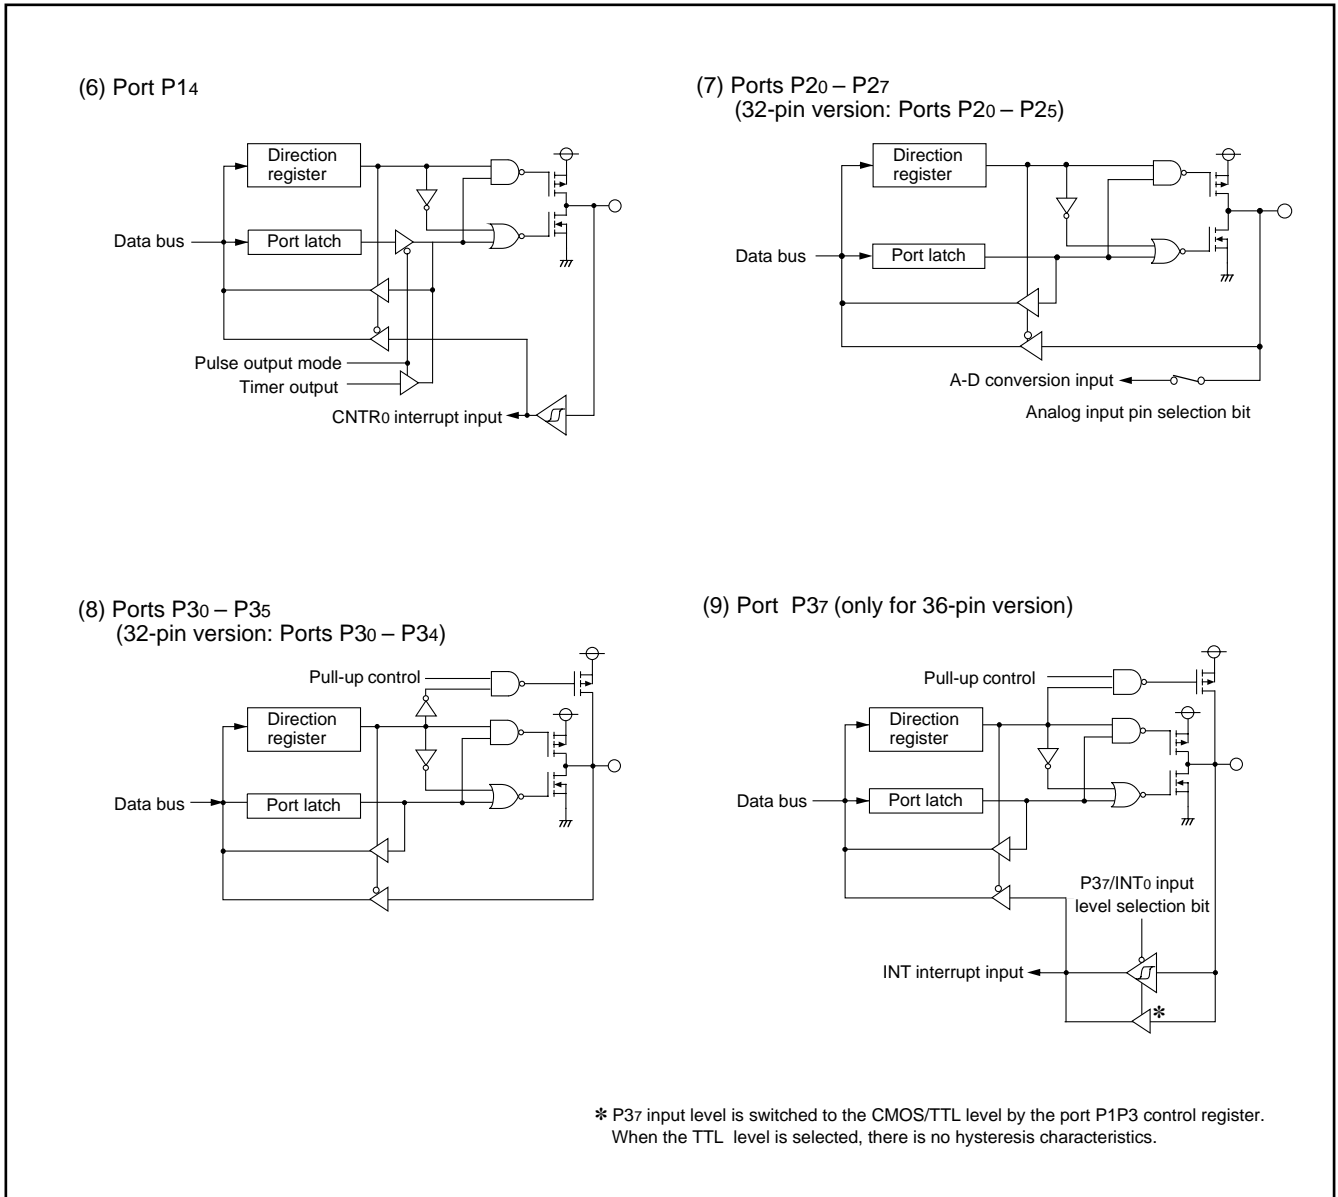 (6) Port P14
Direction
register
Data bus
Port latch
Pulse output mode
Timer output
CNTR0 interrupt input
(7) Ports P20 – P27
(32-pin version: Ports P20 – P25)
Direction
register
Data bus
Port latch
A-D conversion input
Analog input pin selection bit
(8) Ports P30 – P35
(32-pin version: Ports P30 – P34)
Pull-up control
Direction
register
Data bus
Port latch
(9) Port P37 (only for 36-pin version)
Pull-up control
Direction
register
Data bus
Port latch
P37/INT0 input
level selection bit
INT interrupt input
*
* P37 input level is switched to the CMOS/TTL level by the port P1P3 control register.
When the TTL level is selected, there is no hysteresis characteristics.